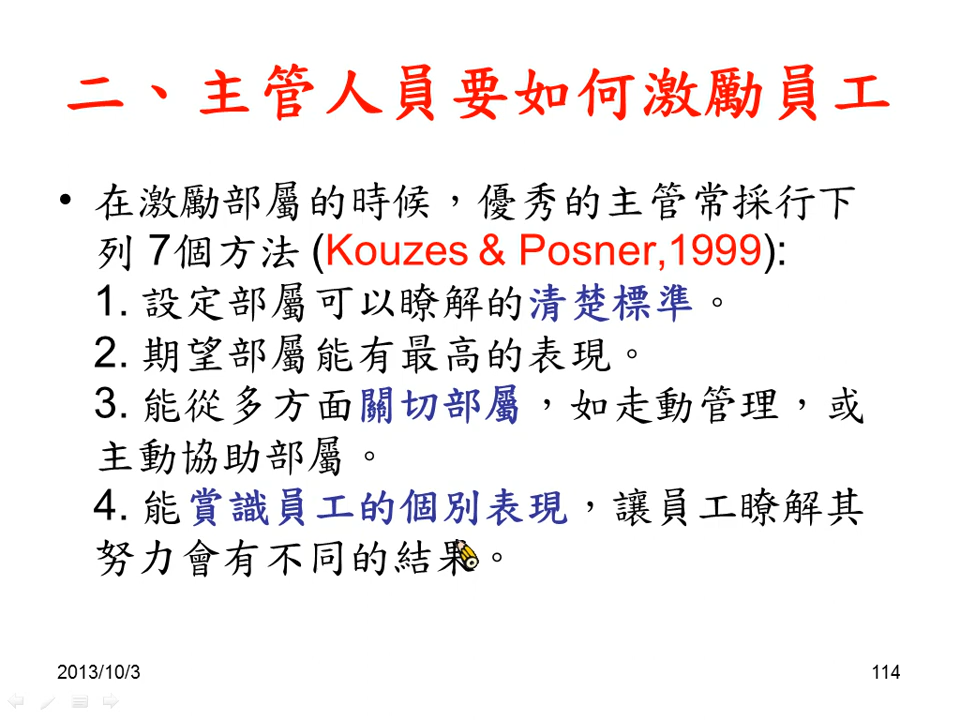 二、主管人員要如何激勵員工
• 在激勵部屬的時候，優秀的主管常採行下
列 7個方法 (Kouzes & Posner,1999):
1. 設定部屬可以瞭解的清楚標準。
2. 期望部屬能有最高的表現。
3. 能從多方面關切部屬，如走動管理，或
主動協助部屬。
4. 能賞識員工的個別表現，讓員工瞭解其
努力會有不同的結果。
2013/10/3
114